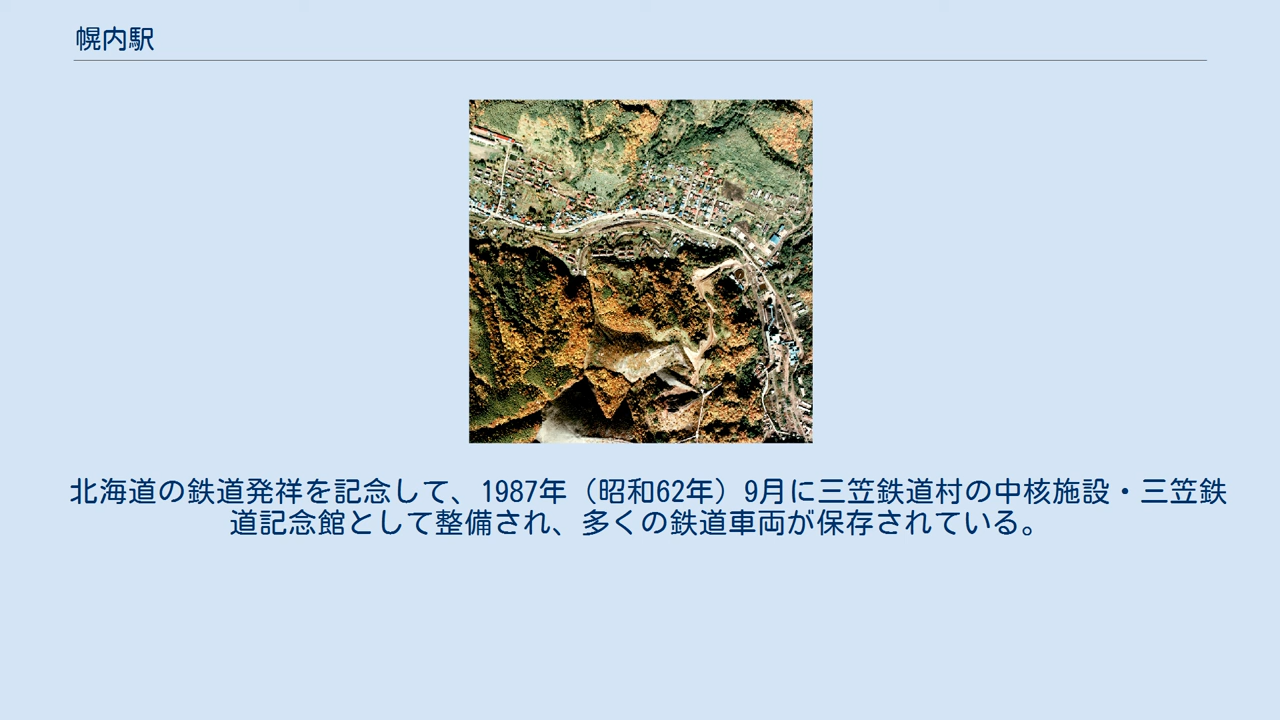 幌内駅
北海道の鉄道発祥を記念して、1987年（昭和62年）9月に三笠鉄道村の中核施設・三笠鉄
道記念館として整備され、多くの鉄道車両が保存されている。